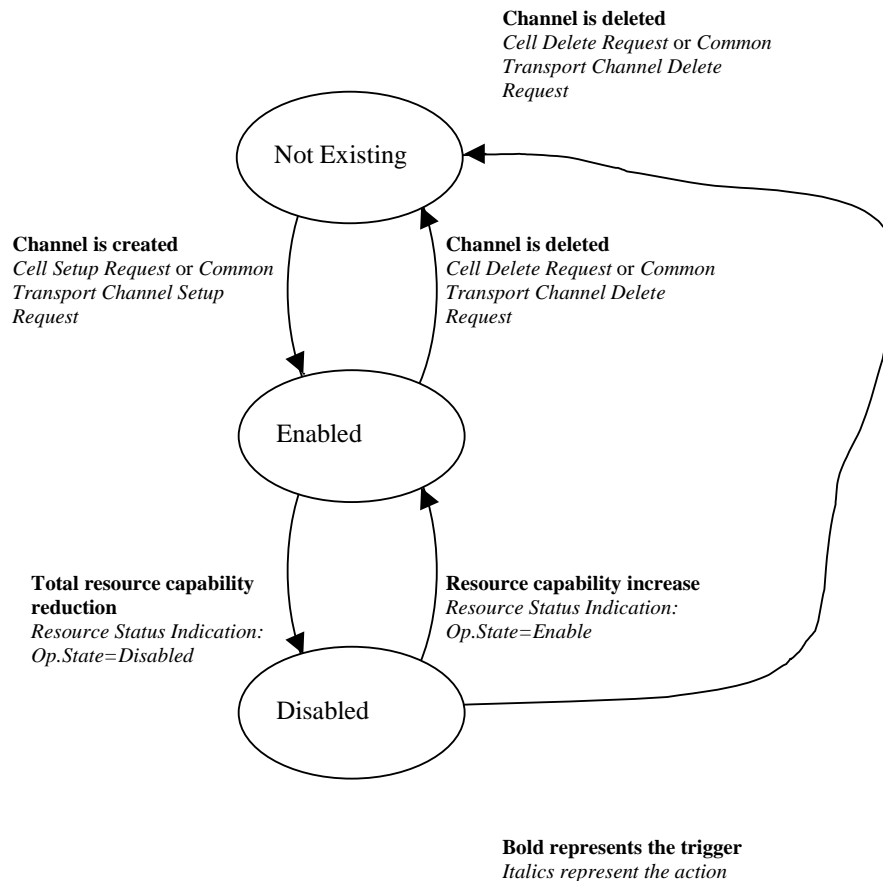 Channel is deleted
Cell Delete Request or Common
Transport Channel Delete
Request
Not Existing
Channel is created
Cell Setup Request or Common
Transport Channel Setup
Request
Channel is deleted
Cell Delete Request or Common
Transport Channel Delete
Request
Enabled
Total resource capability
reduction
Resource Status Indication:
Op.State=Disabled
Resource capability increase
Resource Status Indication:
Op.State=Enable
Disabled
Bold represents the trigger
Italics represent the action